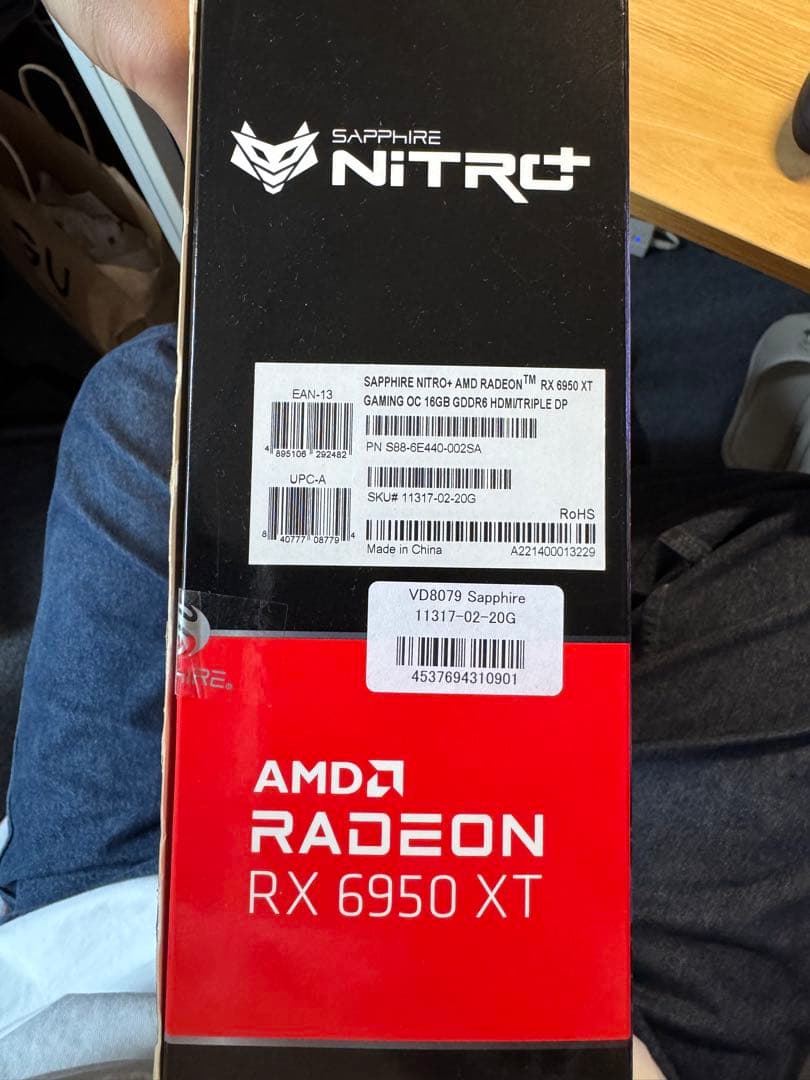 SAPPHIRE
NITRO+
EAN-13
4 895106 292482
UPC-A
8 40777 08779 4
SAPPHIRE NITRO+ AMD RADEON™ RX 6950 XT
GAMING OC 16GB GDDR6 HDMI/TRIPLE DP
PN S88-6E440-002SA
SKU# 11317-02-20G
RoHS
Made in China
A221400013229
VD8079 Sapphire
11317-02-20G
4537694310901
AMD
RADEON
RX 6950 XT
GU